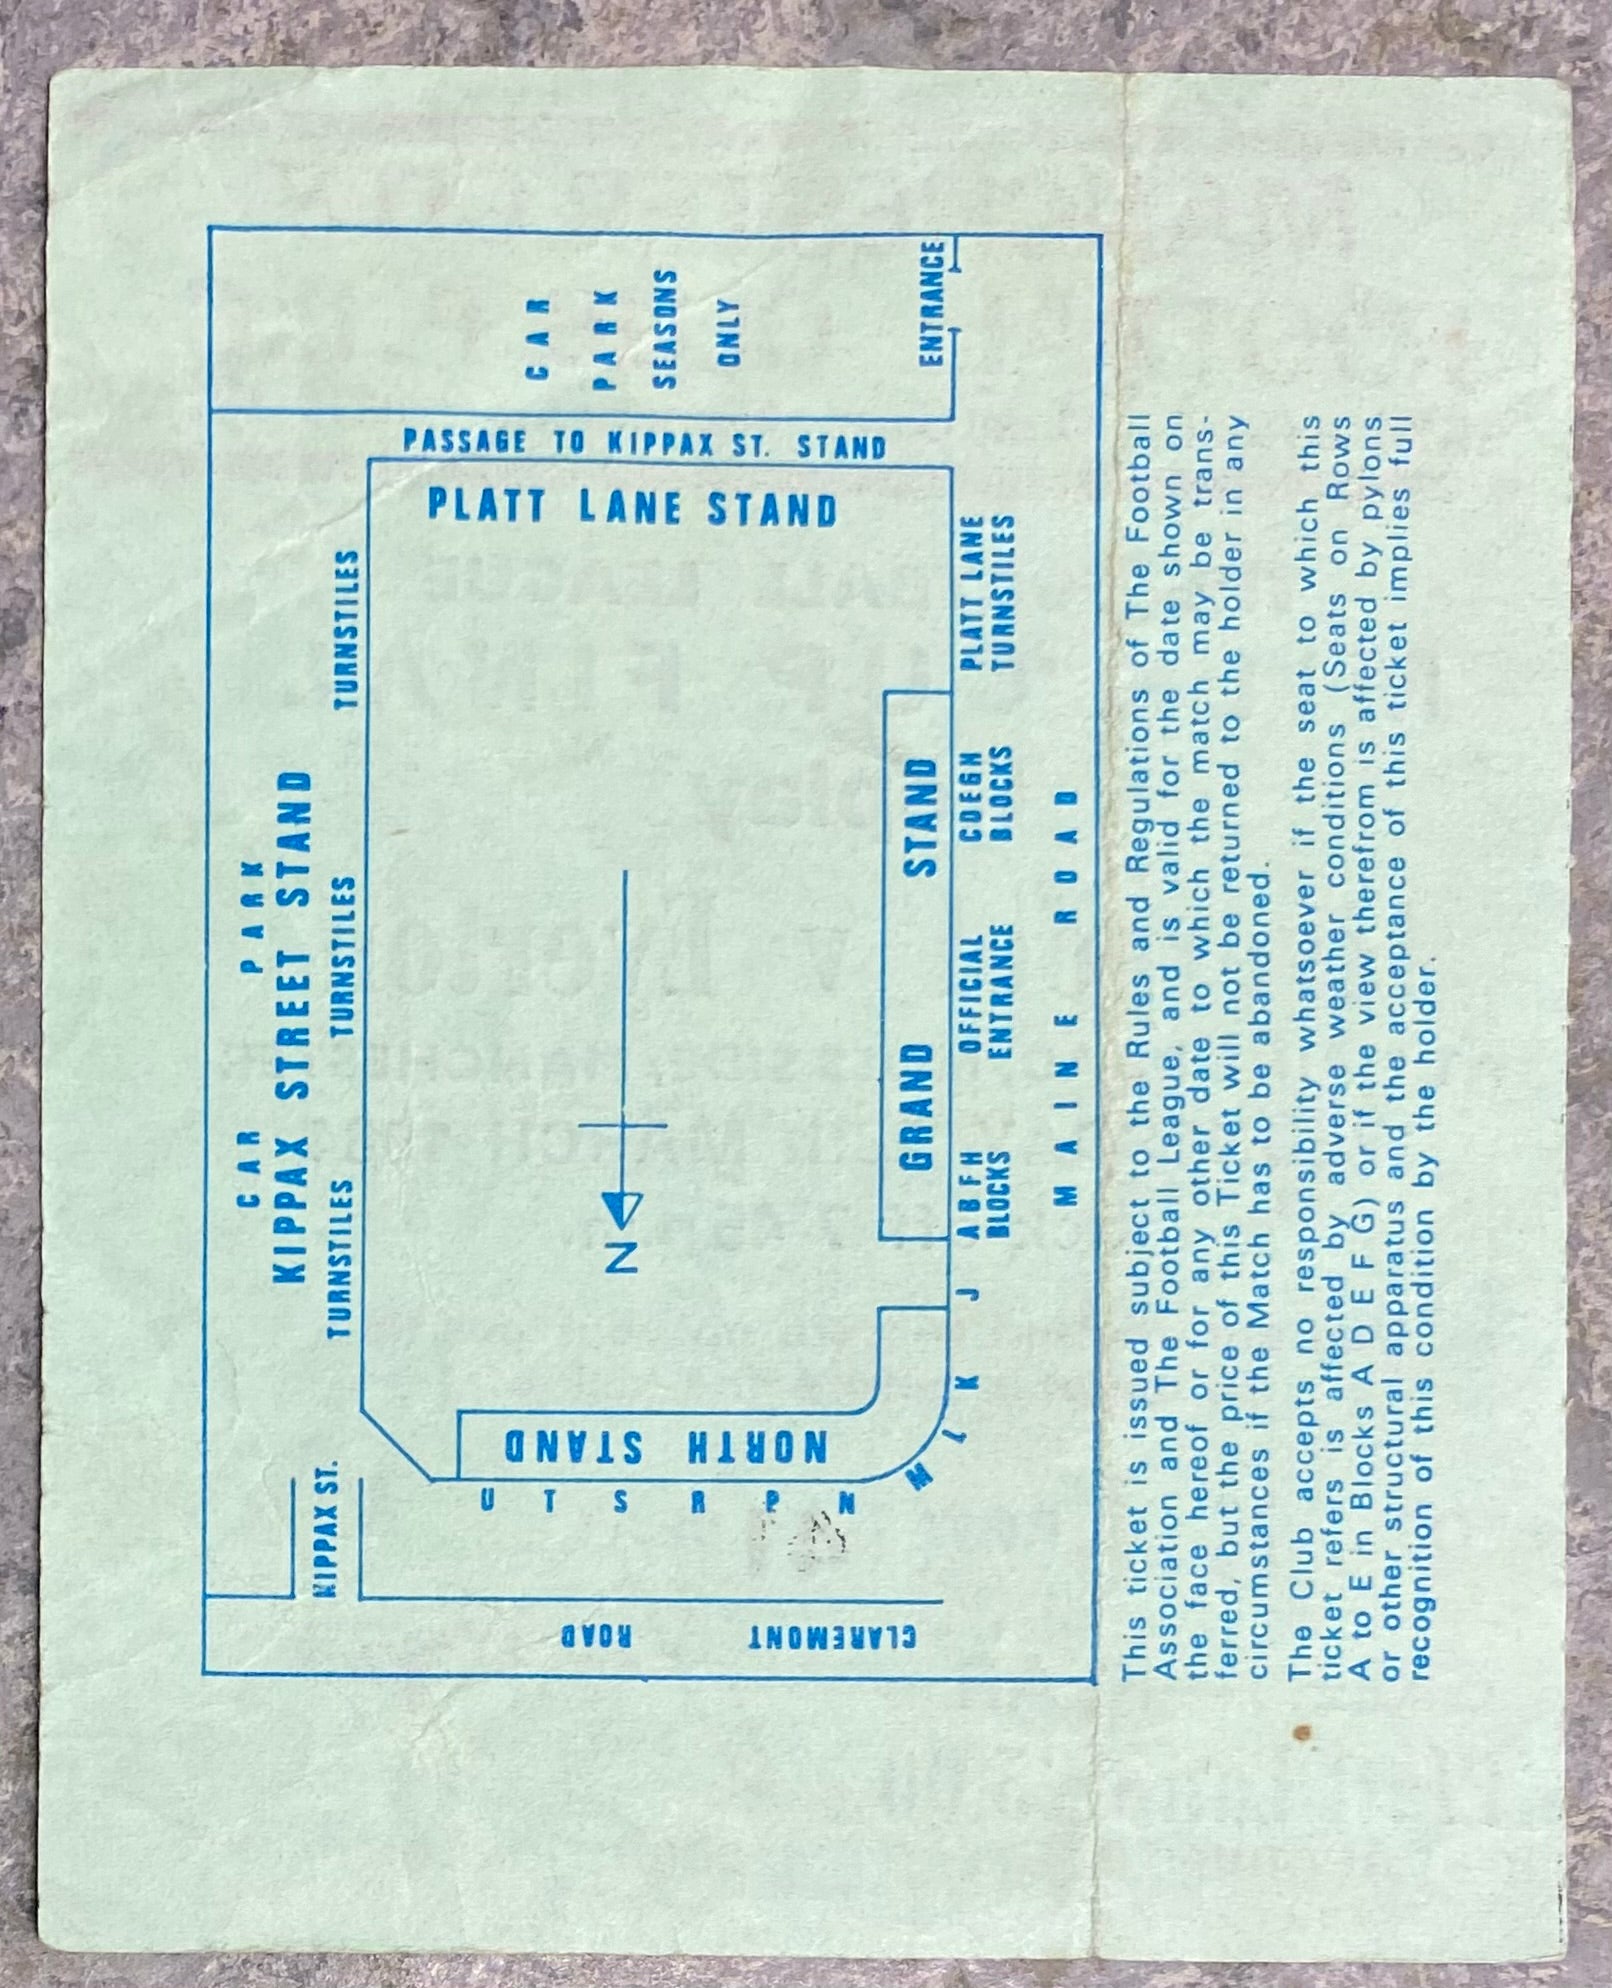 CAR PARK
KIPPAX STREET STAND
TURNSTILES TURNSTILES TURNSTILES
KIPPAX ST.
CLAREMONT ROAD
NORTH STAND
U T S R P N M L K J
N
PLATT LANE STAND
PASSAGE TO KIPPAX ST. STAND
CAR
PARK
SEASONS
ONLY
ENTRANCE
GRAND STAND
A B F H
BLOCKS
OFFICIAL
ENTRANCE
CDEGH
BLOCKS
PLATT LANE
TURNSTILES
MAINE ROAD
This ticket is issued subject to the Rules and Regulations of The Football
Association and The Football League, and is valid for the date shown on
the face hereof or for any other date to which the match may be trans-
ferred, but the price of this Ticket will not be returned to the holder in any
circumstances if the Match has to be abandoned.
The Club accepts no responsibility whatsoever if the seat to which this
ticket refers is affected by adverse weather conditions (Seats on Rows
A to E in Blocks A D E F G) or if the view therefrom is affected by pylons
or other structural apparatus and the acceptance of this ticket implies full
recognition of this condition by the holder.